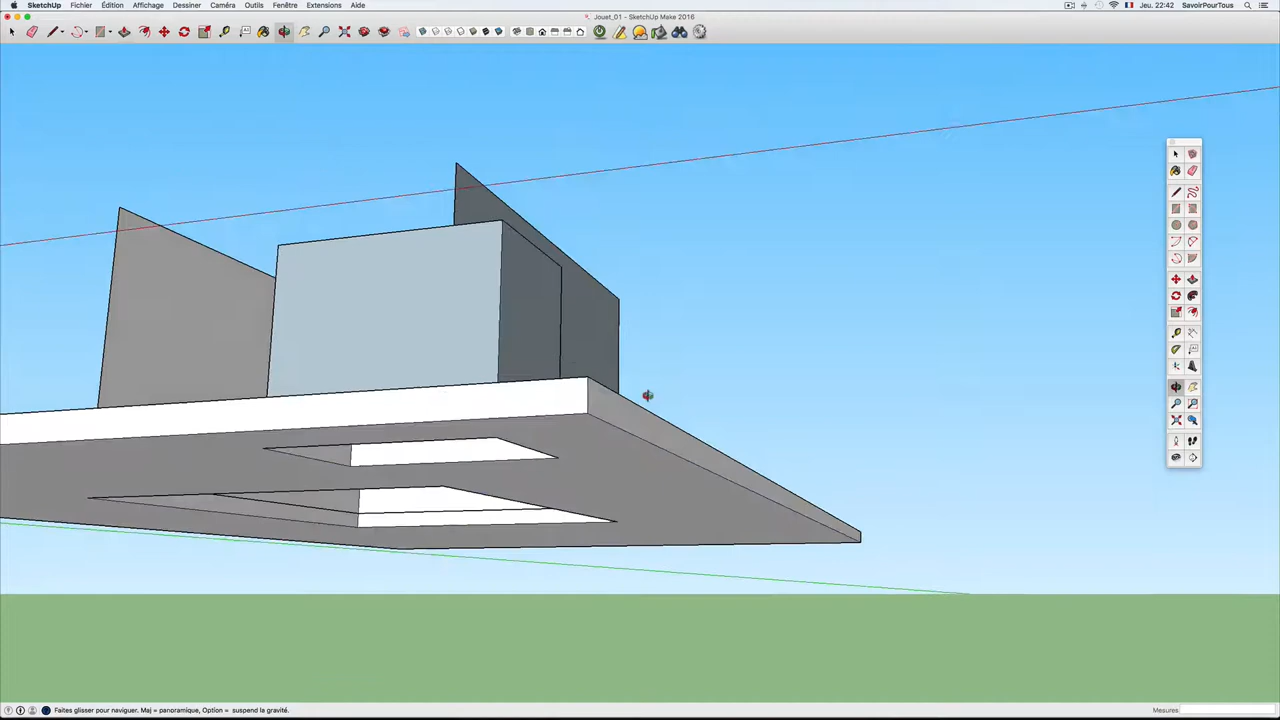 SketchUp Fichier Édition Affichage Dessiner Caméra Outils Fenêtre Extensions Aide Jeu. 22:42 SavoirPourTous
Jouet_01 - SketchUp Make 2016
Faites glisser pour naviguer. Maj = panoramique, Option = suspend la gravité. Mesures